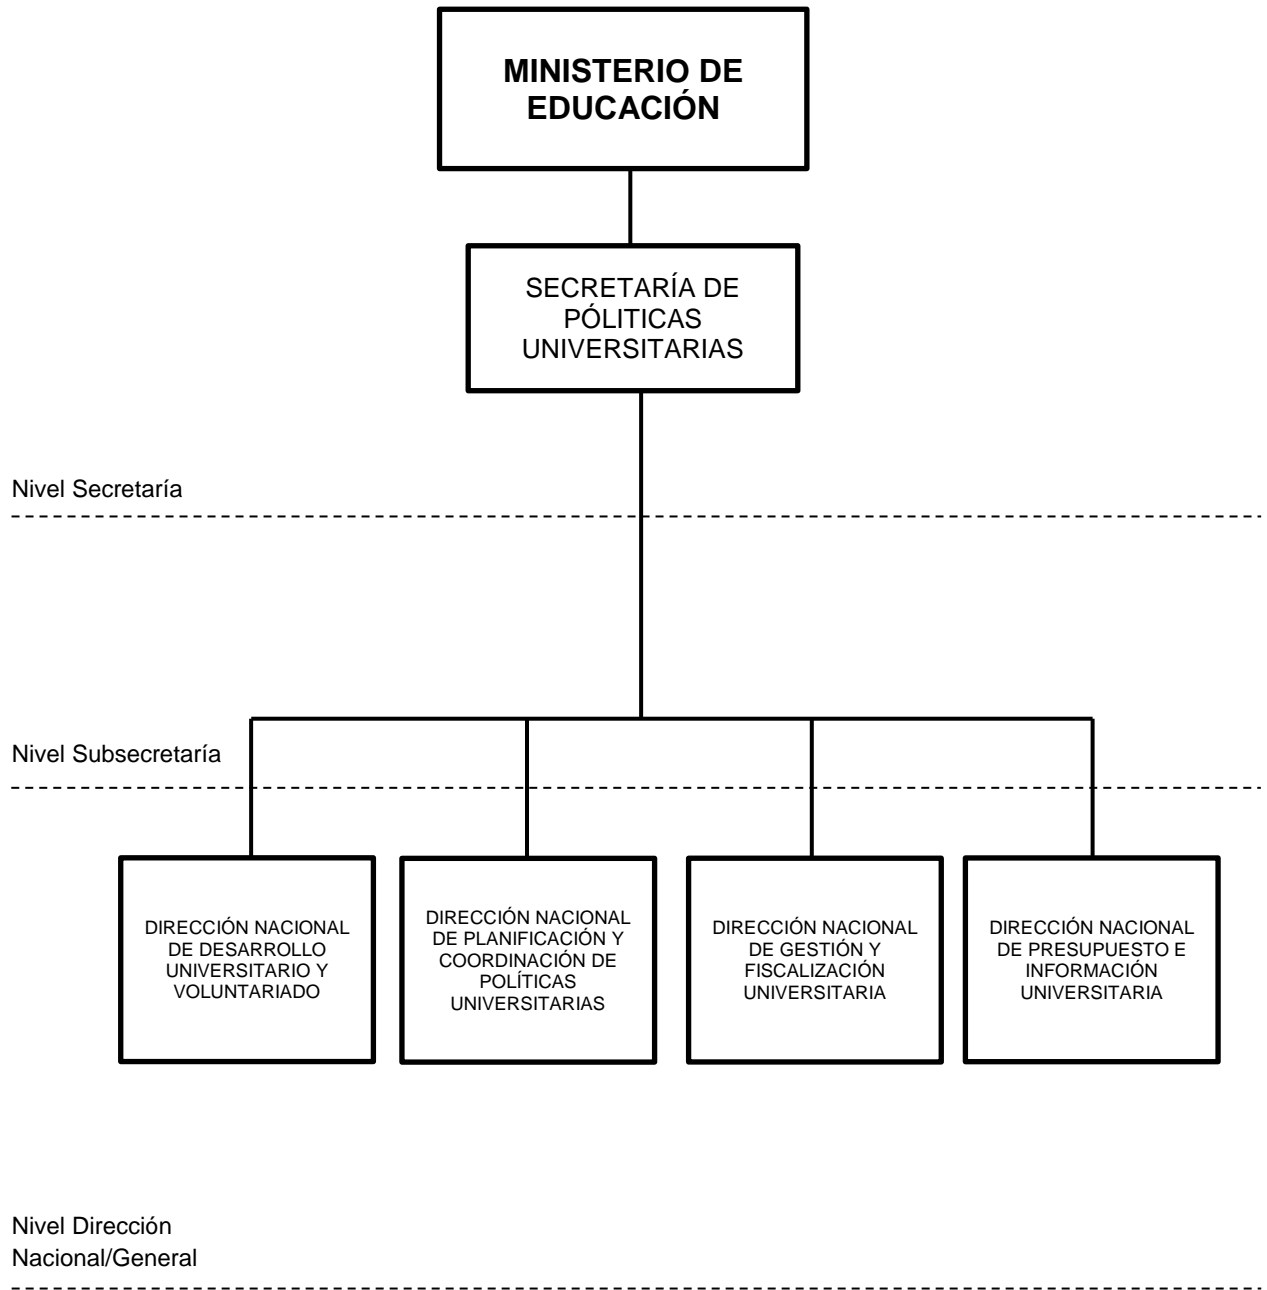 MINISTERIO DE
EDUCACIÓN
SECRETARÍA DE
PÓLITICAS
UNIVERSITARIAS
Nivel Secretaría
Nivel Subsecretaría
DIRECCIÓN NACIONAL
DE DESARROLLO
UNIVERSITARIO Y
VOLUNTARIADO
DIRECCIÓN NACIONAL
DE PLANIFICACIÓN Y
COORDINACIÓN DE
POLÍTICAS
UNIVERSITARIAS
DIRECCIÓN NACIONAL
DE GESTIÓN Y
FISCALIZACIÓN
UNIVERSITARIA
DIRECCIÓN NACIONAL
DE PRESUPUESTO E
INFORMACIÓN
UNIVERSITARIA
Nivel Dirección
Nacional/General